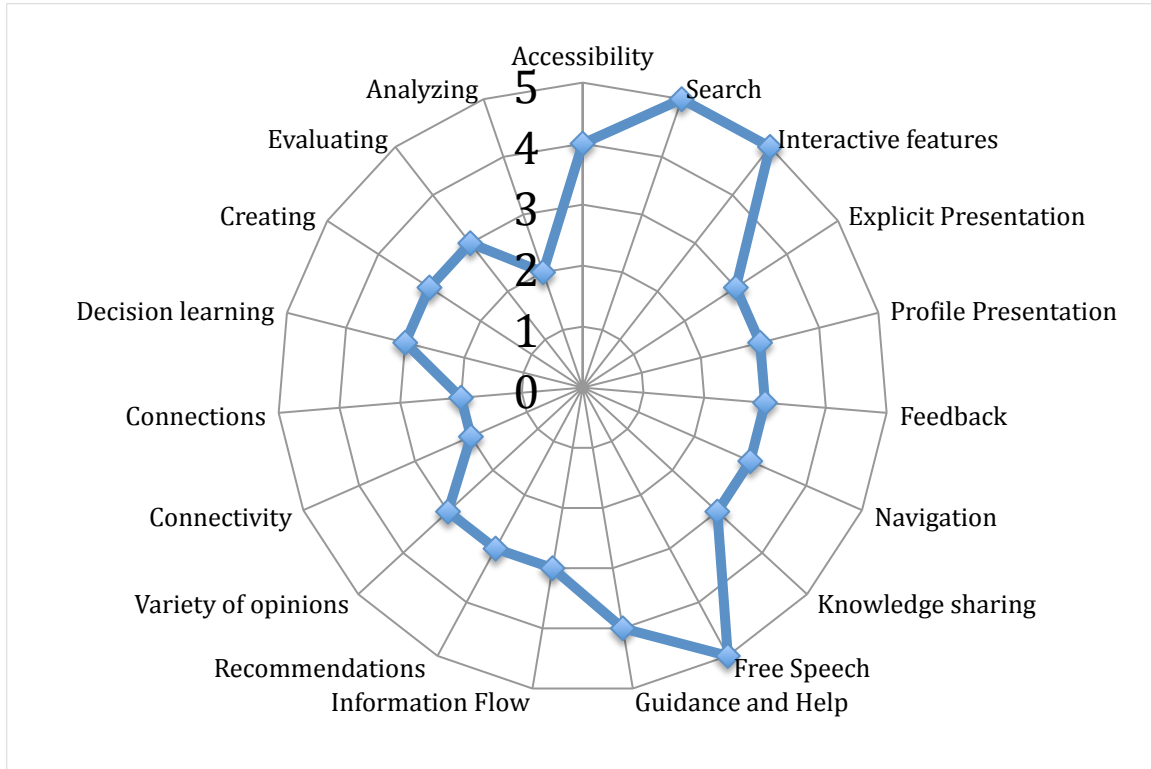 Accessibility
Search
Interactive features
Explicit Presentation
Profile Presentation
Feedback
Navigation
Knowledge sharing
Free Speech
Guidance and Help
Information Flow
Recommendations
Variety of opinions
Connectivity
Connections
Decision learning
Creating
Evaluating
Analyzing
5
4
3
2
1
0